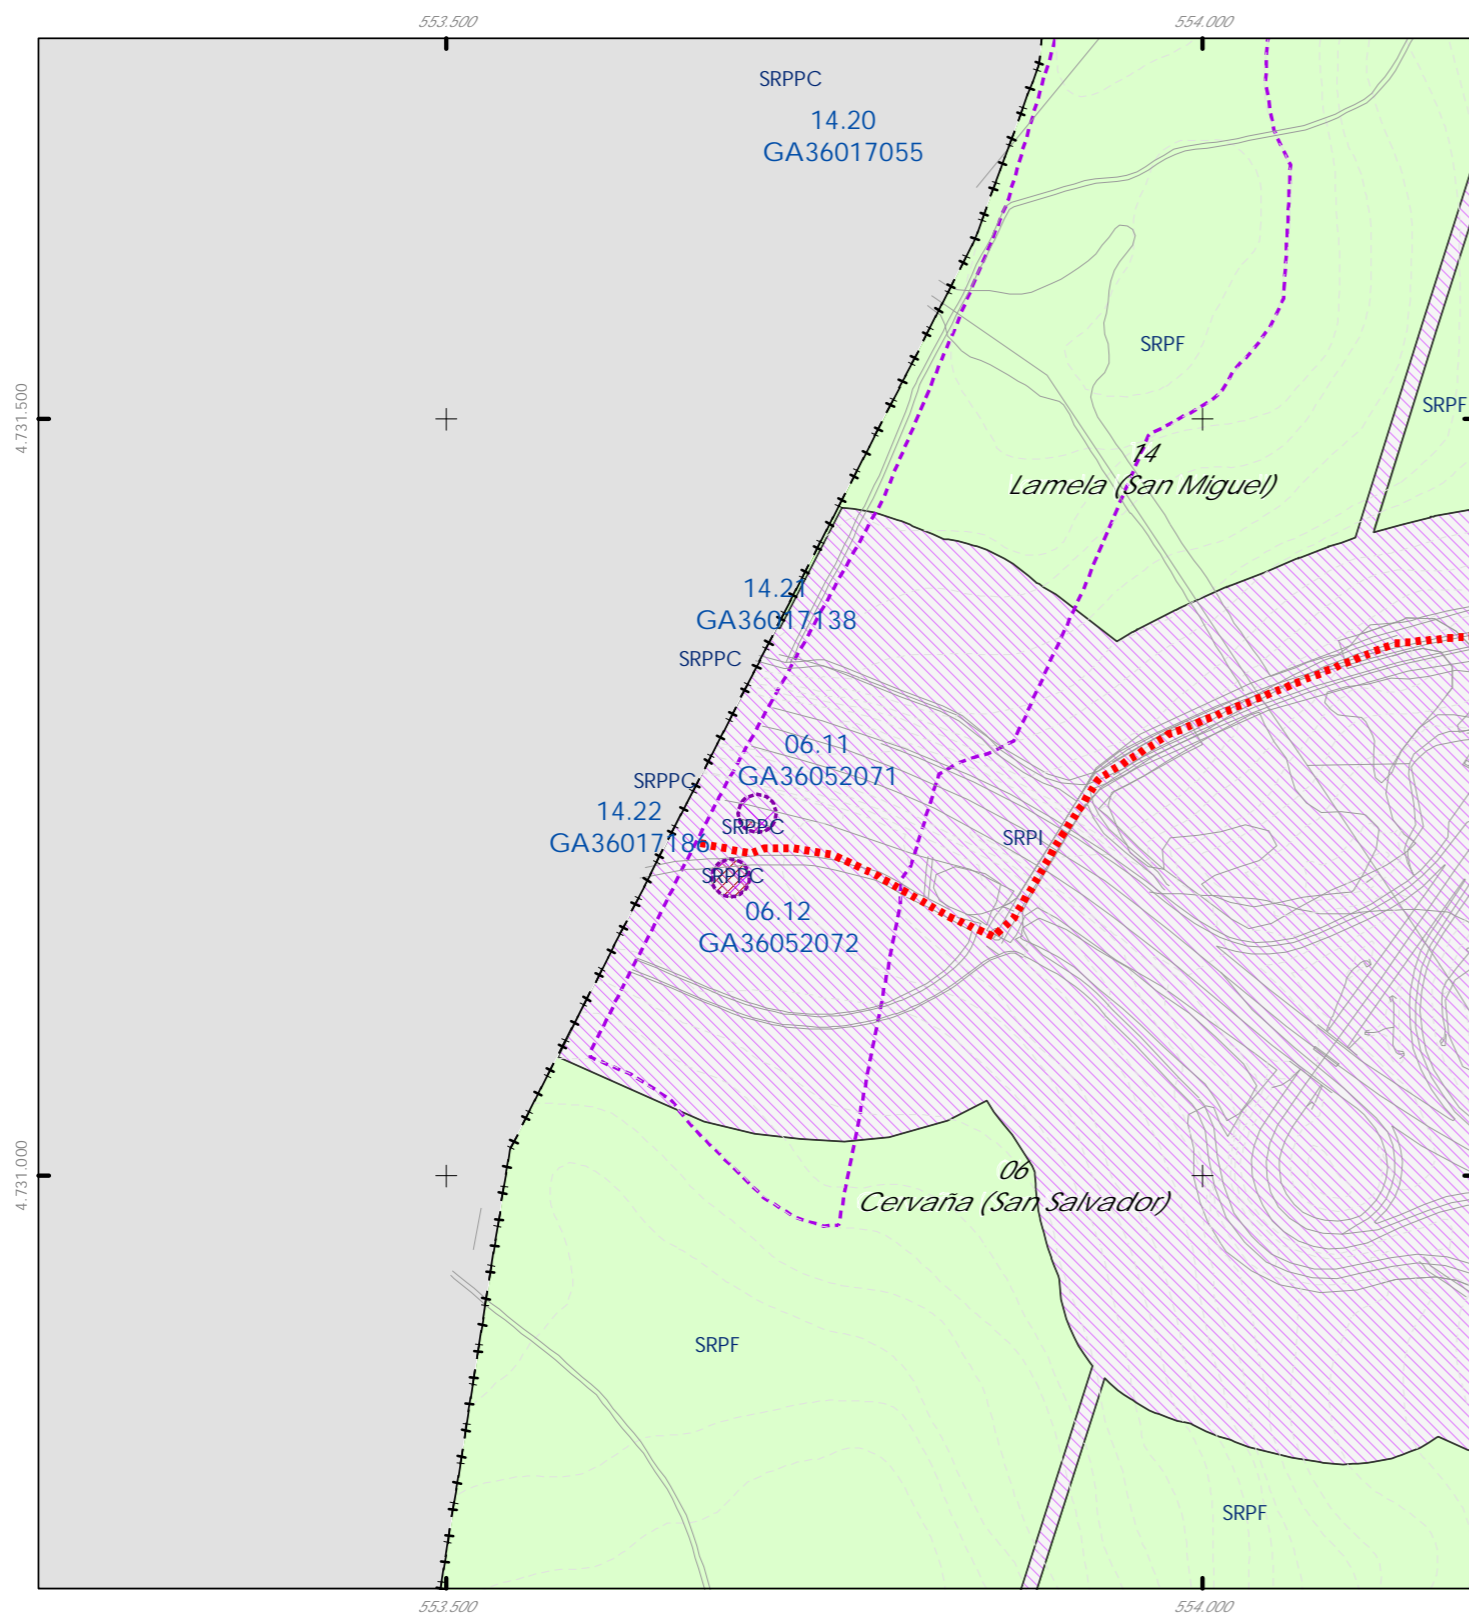 553.500
554.000
SRPPC
14.20
GA36017055
SRPF
4.731.500
SRPF
14
Lamela (San Miguel)
14.21
GA36017138
SRPPC
06.11
GA36052071
SRPPC
14.22
GA36017186
SRPPC
SRPI
SRPPC
06.12
GA36052072
4.731.000
06
Cervaña (San Salvador)
SRPF
SRPF
553.500
554.000